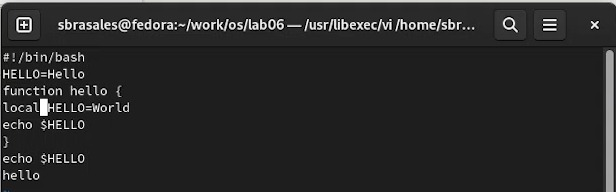 sbrasales@fedora:~/work/os/lab06 — /usr/libexec/vi /home/sbr...
#!/bin/bash
HELLO=Hello
function hello {
local HELLO=World
echo $HELLO
}
echo $HELLO
hello